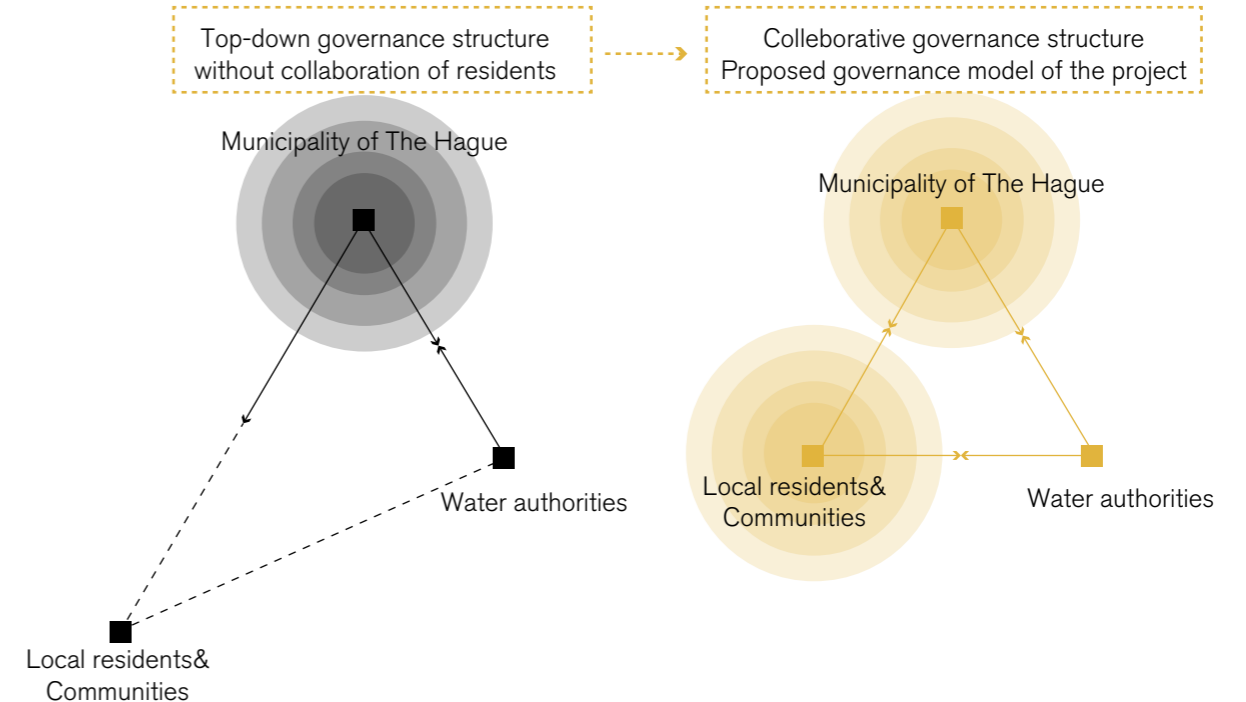 Top-down governance structure
without collaboration of residents
Colleborative governance structure
Proposed governance model of the project
Municipality of The Hague
Water authorities
Local residents&
Communities
Municipality of The Hague
Local residents&
Communities
Water authorities